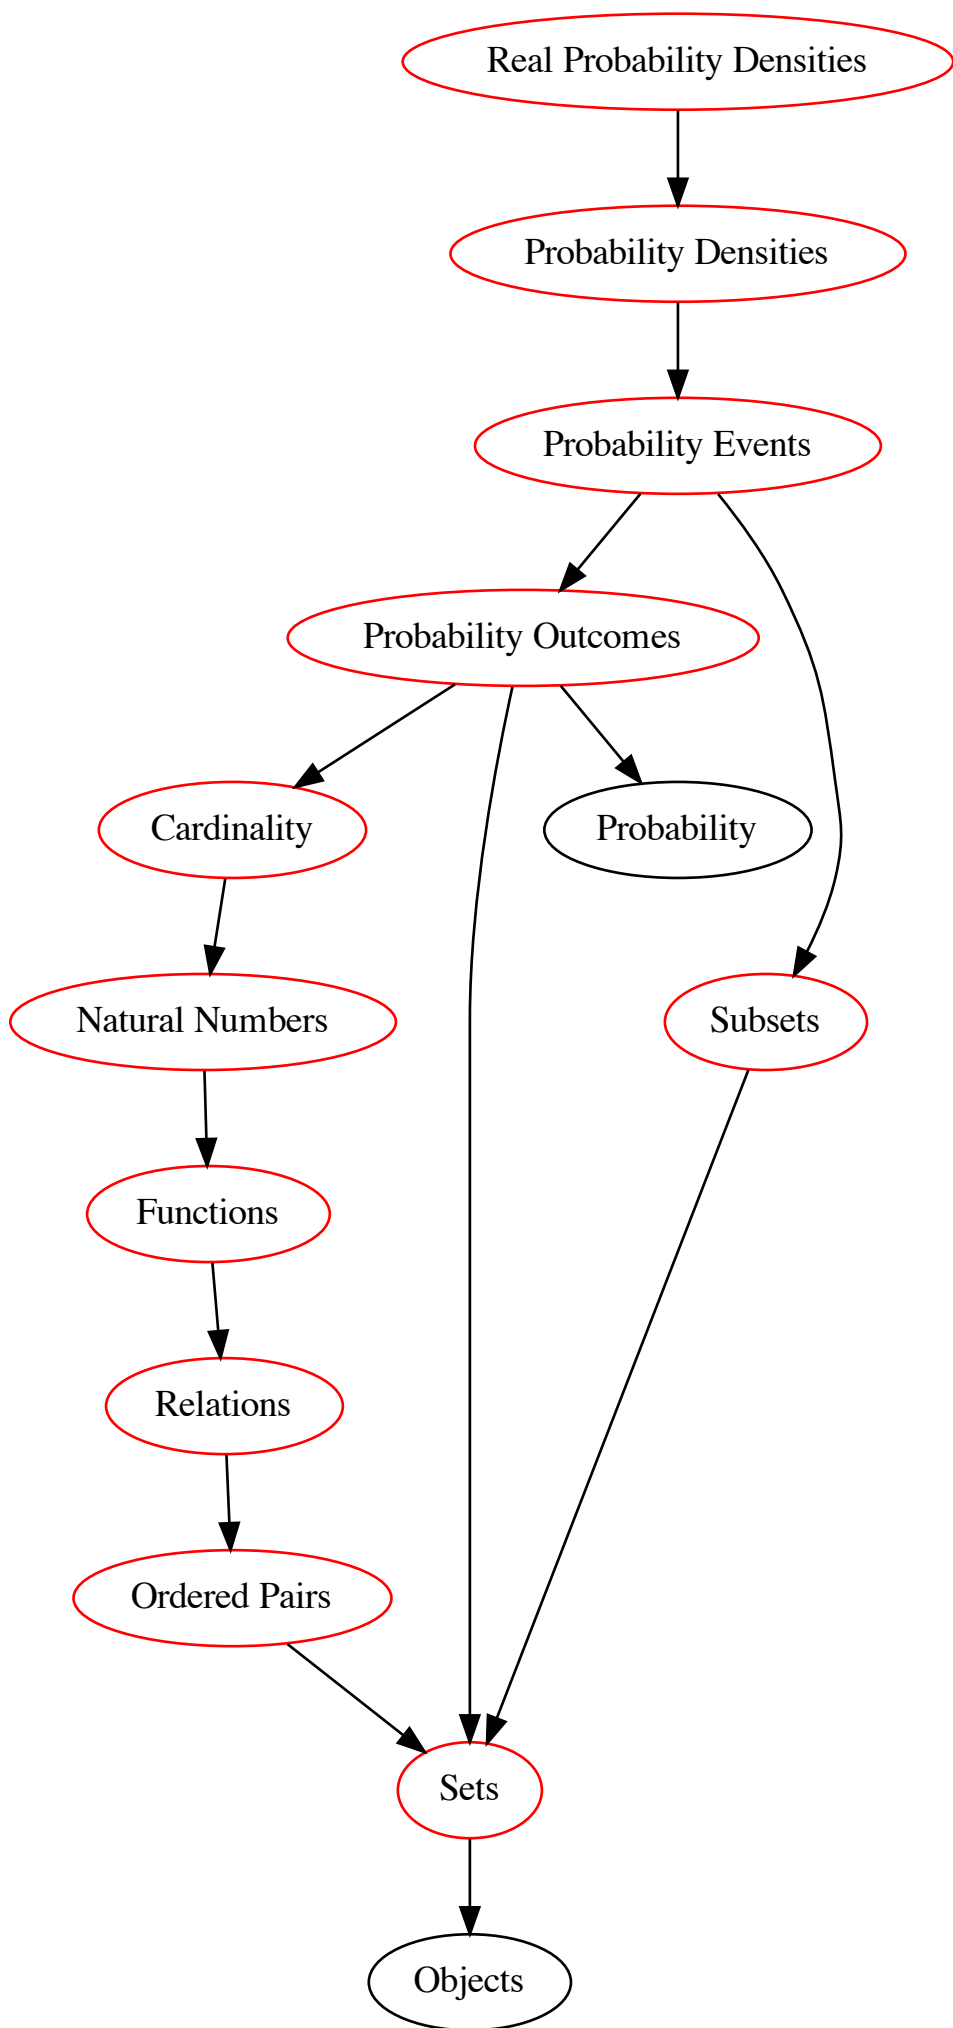 Real Probability Densities
Probability Densities
Probability Events
Probability Outcomes
Cardinality
Probability
Natural Numbers
Subsets
Functions
Relations
Ordered Pairs
Sets
Objects